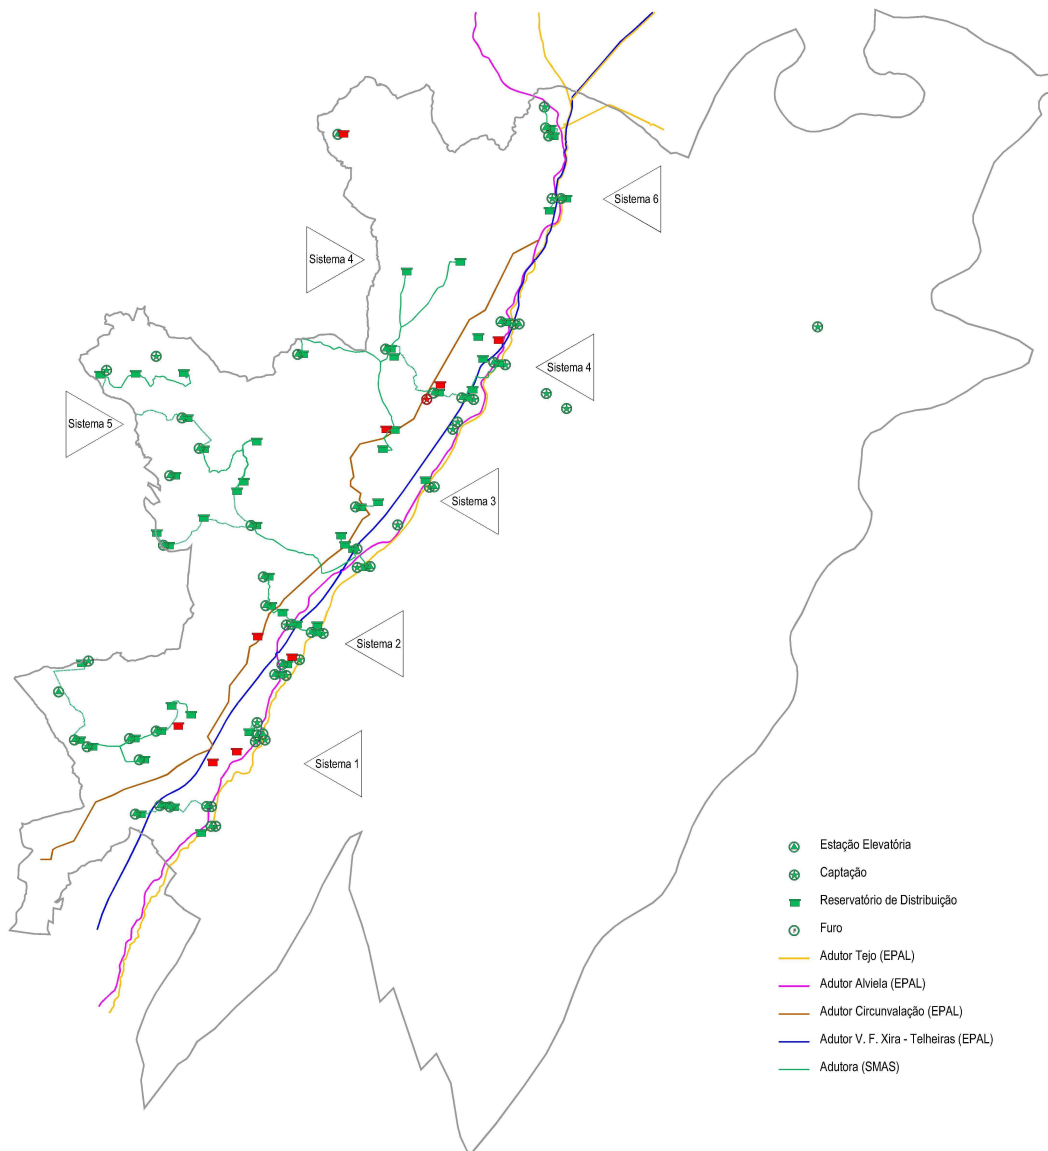 Sistema 6
Sistema 4
Sistema 4
Sistema 5
Sistema 3
Sistema 2
Sistema 1
Estação Elevatória
Captação
Reservatório de Distribuição
Furo
Adutor Tejo (EPAL)
Adutor Alviela (EPAL)
Adutor Circunvalação (EPAL)
Adutor V. F. Xira - Telheiras (EPAL)
Adutora (SMAS)